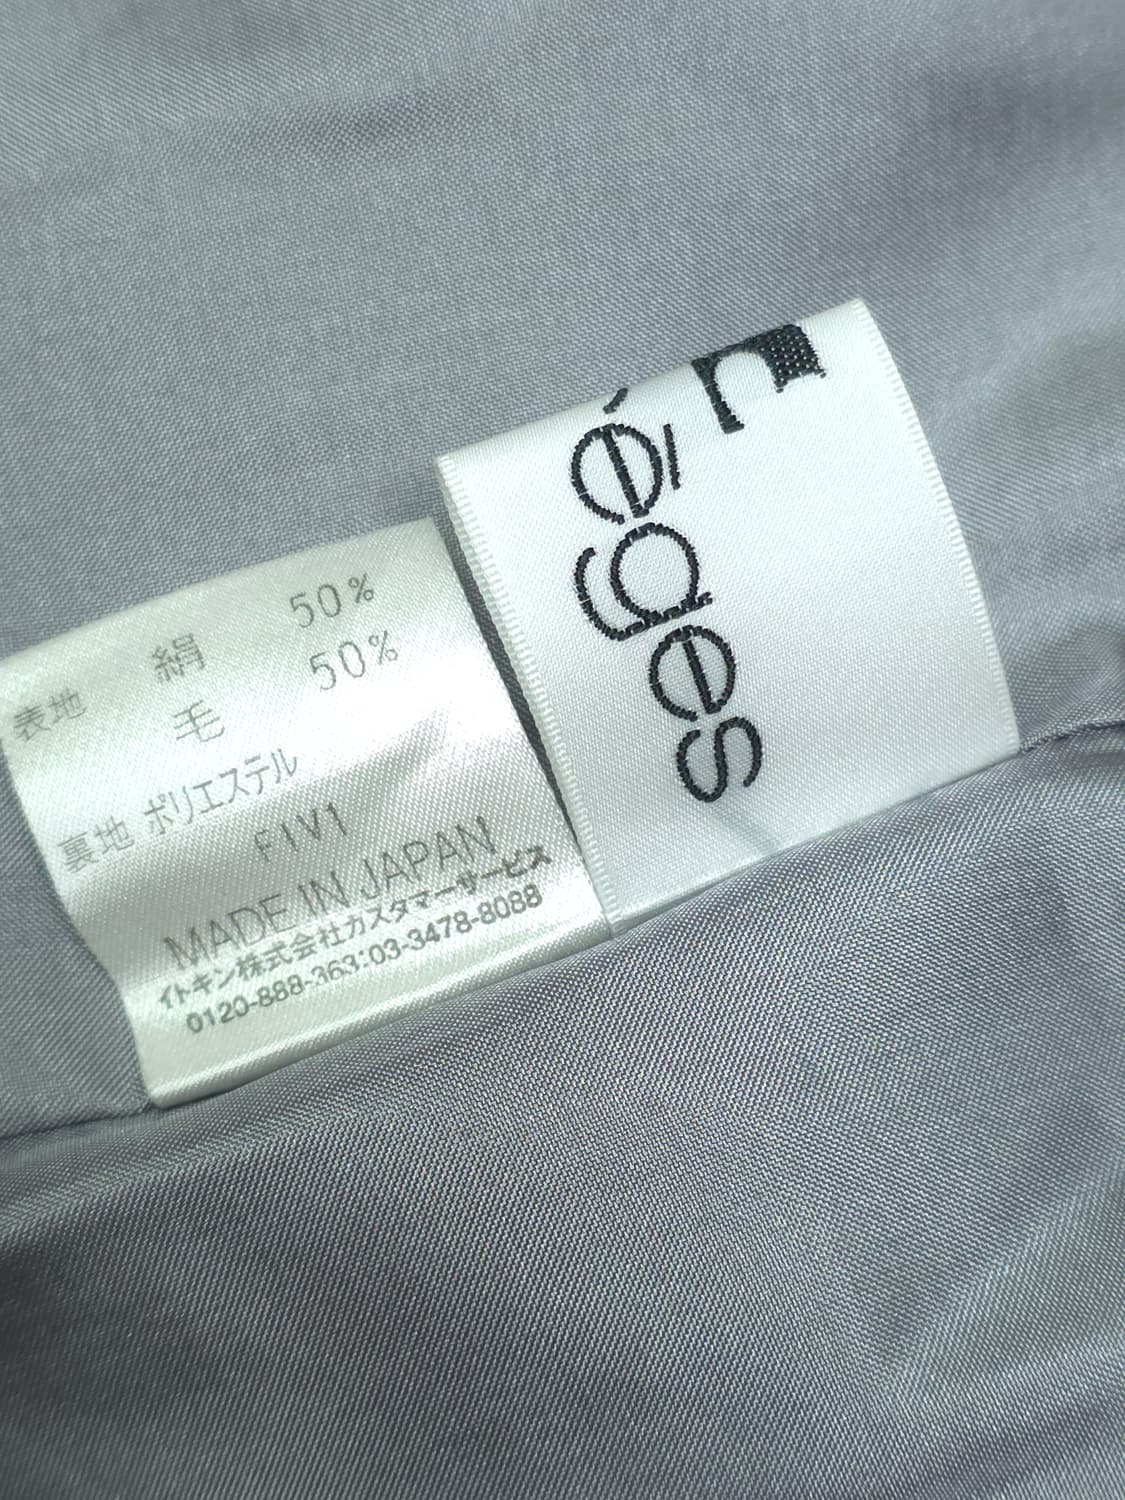 表地 絹 50%
毛 50%
裏地 ポリエステル
FIV1
MADE IN JAPAN
イトキン株式会社カスタマーサービス
0120-888-363:03-3478-8088
éges